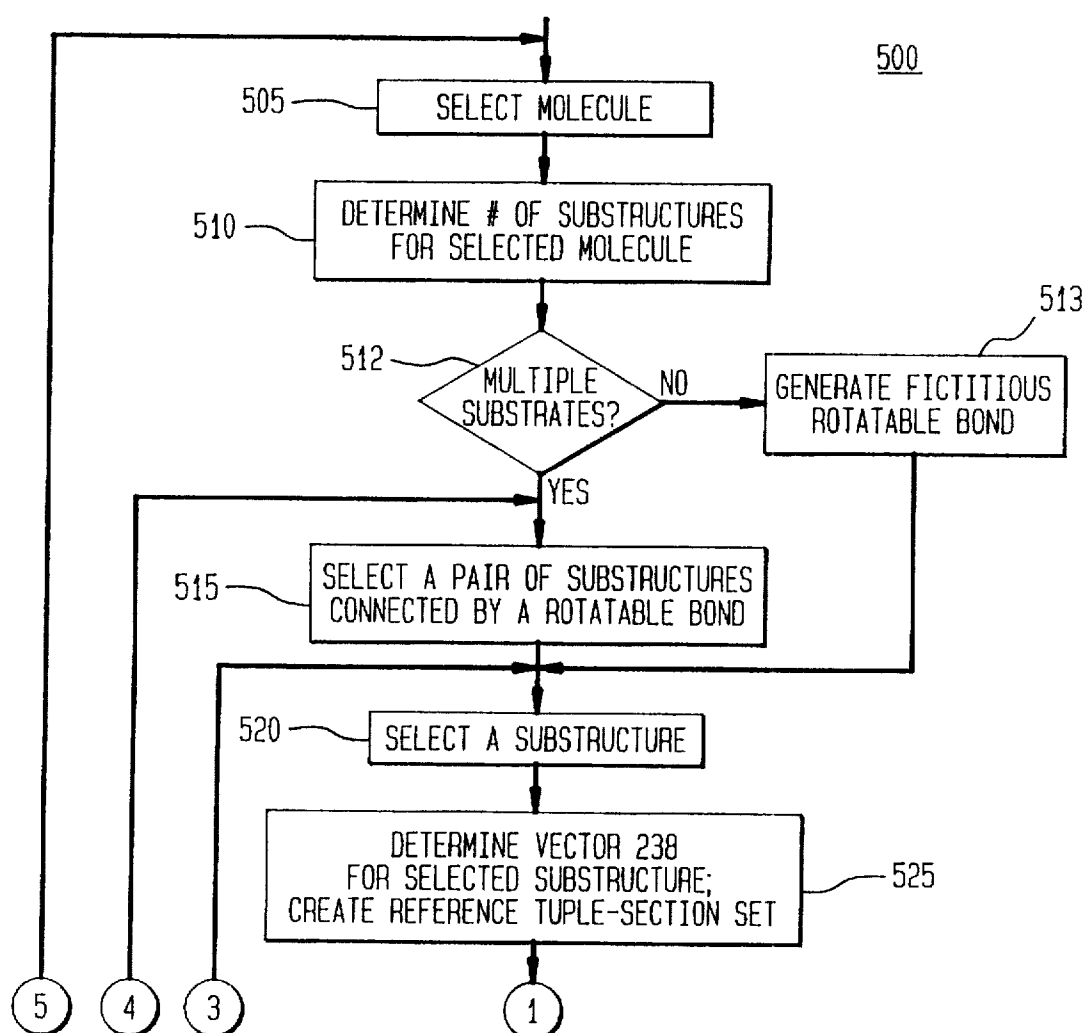 500
505
SELECT MOLECULE
510
DETERMINE # OF SUBSTRUCTURES
FOR SELECTED MOLECULE
512
MULTIPLE
SUBSTRATES?
NO
513
GENERATE FICTITIOUS
ROTATABLE BOND
YES
515
SELECT A PAIR OF SUBSTRUCTURES
CONNECTED BY A ROTATABLE BOND
520
SELECT A SUBSTRUCTURE
DETERMINE VECTOR 238
FOR SELECTED SUBSTRUCTURE;
CREATE REFERENCE TUPLE-SECTION SET
525
5
4
3
1